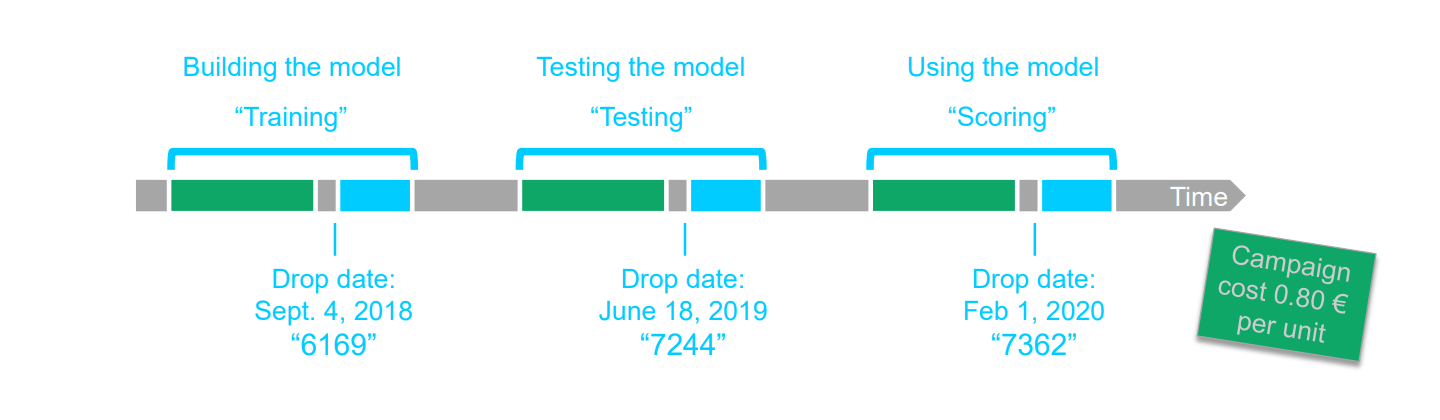 Building the model
“Training”
Testing the model
“Testing”
Using the model
“Scoring”
Time
Drop date:
Sept. 4, 2018
“6169”
Drop date:
June 18, 2019
“7244”
Drop date:
Feb 1, 2020
“7362”
Campaign
cost 0.80 €
per unit